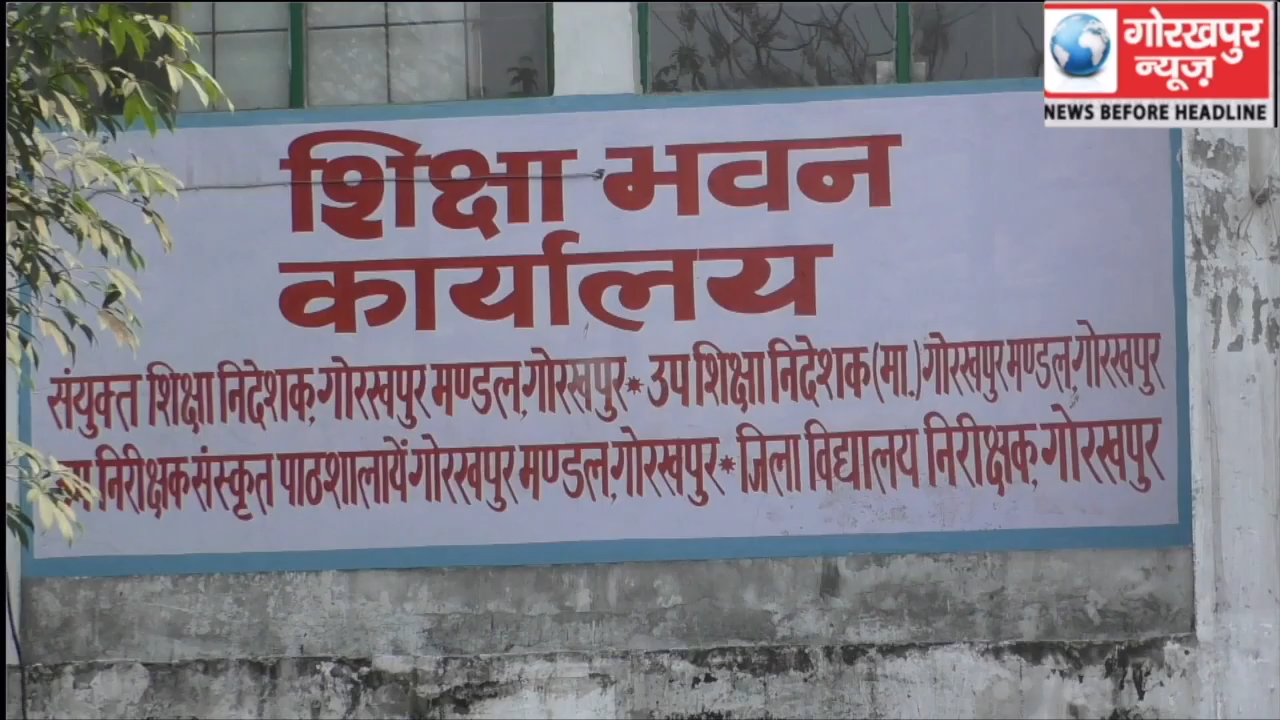 गोरखपुर
न्यूज़
NEWS BEFORE HEADLINE
शिक्षा भवन
कार्यालय
संयुक्त शिक्षा निदेशक,गोरखपुर मण्डल,गोरखपुर* उप शिक्षा निदेशक(मा.)गोरखपुर मण्डल,गोरखपुर
निरीक्षक संस्कृत पाठशालायें गोरखपुर मण्डल,गोरखपुर*जिला विद्यालय निरीक्षक,गोरखपुर